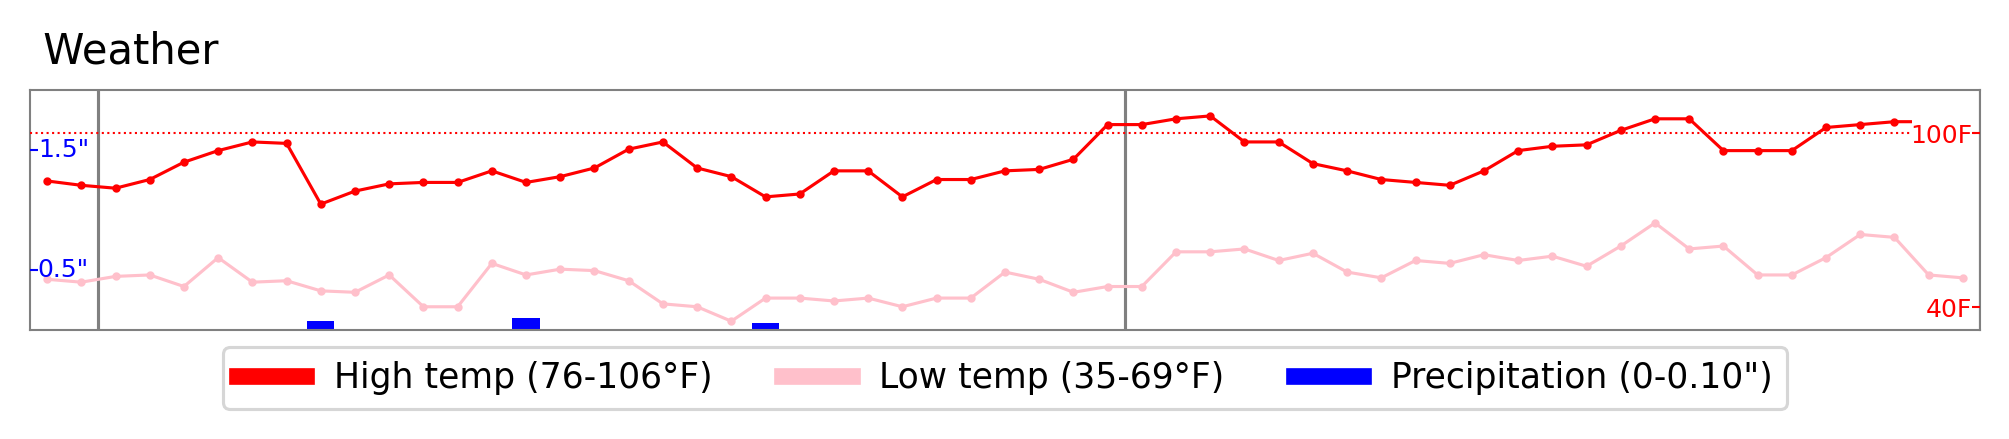 Weather
1.5"
100F
0.5"
40F
High temp (76-106°F) Low temp (35-69°F) Precipitation (0-0.10")